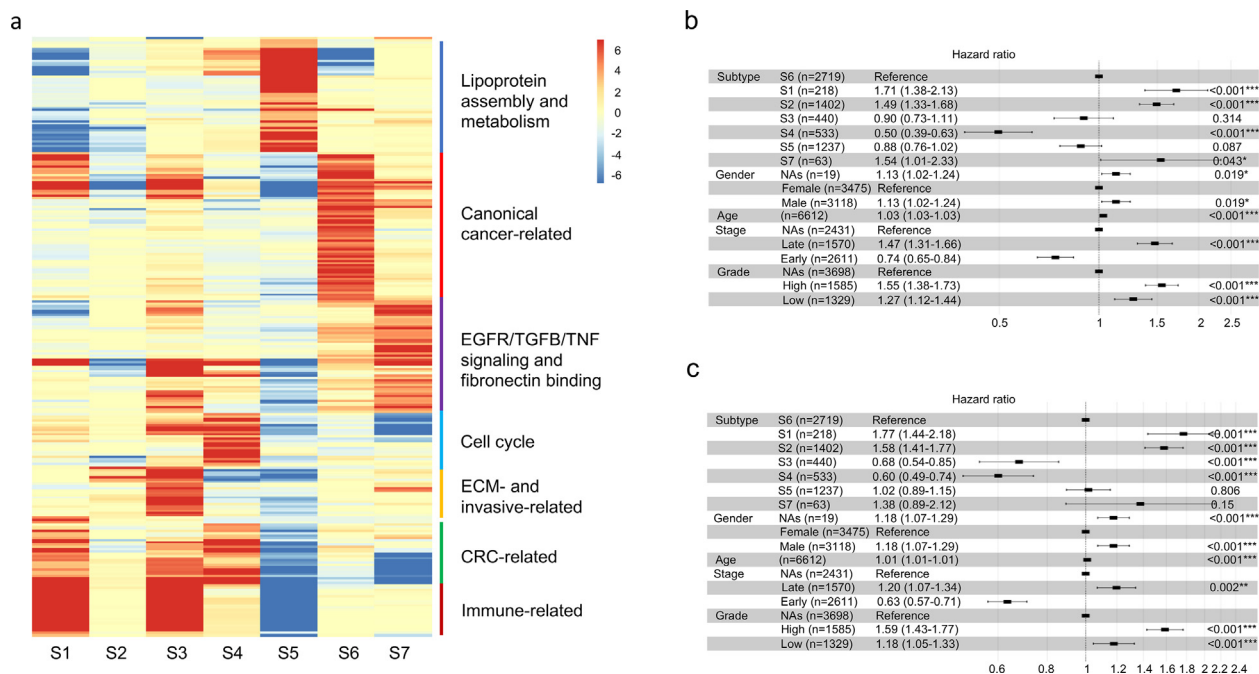 a
6
4
2
0
-2
-4
-6
Lipoprotein
assembly and
metabolism
Canonical
cancer-related
EGFR/TGFB/TNF
signaling and
fibronectin binding
Cell cycle
ECM- and
invasive-related
CRC-related
Immune-related
S1 S2 S3 S4 S5 S6 S7
b
Hazard ratio
Subtype S6 (n=2719) Reference
S1 (n=218) 1.71 (1.38-2.13) <0.001***
S2 (n=1402) 1.49 (1.33-1.68) <0.001***
S3 (n=440) 0.90 (0.73-1.11) 0.314
S4 (n=533) 0.50 (0.39-0.63) <0.001***
S5 (n=1237) 0.88 (0.76-1.02) 0.087
S7 (n=63) 1.54 (1.01-2.33) 0.043*
Gender NAs (n=19) 1.13 (1.02-1.24) 0.019*
Female (n=3475) Reference
Male (n=3118) 1.13 (1.02-1.24) 0.019*
Age (n=6612) 1.03 (1.03-1.03) <0.001***
Stage NAs (n=2431) Reference
Late (n=1570) 1.47 (1.31-1.66) <0.001***
Early (n=2611) 0.74 (0.65-0.84)
Grade NAs (n=3698) Reference
High (n=1585) 1.55 (1.38-1.73) <0.001***
Low (n=1329) 1.27 (1.12-1.44) <0.001***
0.5 1 1.5 2 2.5
c
Hazard ratio
Subtype S6 (n=2719) Reference
S1 (n=218) 1.77 (1.44-2.18) <0.001***
S2 (n=1402) 1.58 (1.41-1.77) <0.001***
S3 (n=440) 0.68 (0.54-0.85) <0.001***
S4 (n=533) 0.60 (0.49-0.74) <0.001***
S5 (n=1237) 1.02 (0.89-1.15) 0.806
S7 (n=63) 1.38 (0.89-2.12) 0.15
Gender NAs (n=19) 1.18 (1.07-1.29) <0.001***
Female (n=3475) Reference
Male (n=3118) 1.18 (1.07-1.29) <0.001***
Age (n=6612) 1.01 (1.01-1.01) <0.001***
Stage NAs (n=2431) Reference
Late (n=1570) 1.20 (1.07-1.34) 0.002**
Early (n=2611) 0.63 (0.57-0.71)
Grade NAs (n=3698) Reference
High (n=1585) 1.59 (1.43-1.77) <0.001***
Low (n=1329) 1.18 (1.05-1.33) <0.001***
0.6 0.8 1 1.2 1.4 1.6 1.8 2 2.2 2.4